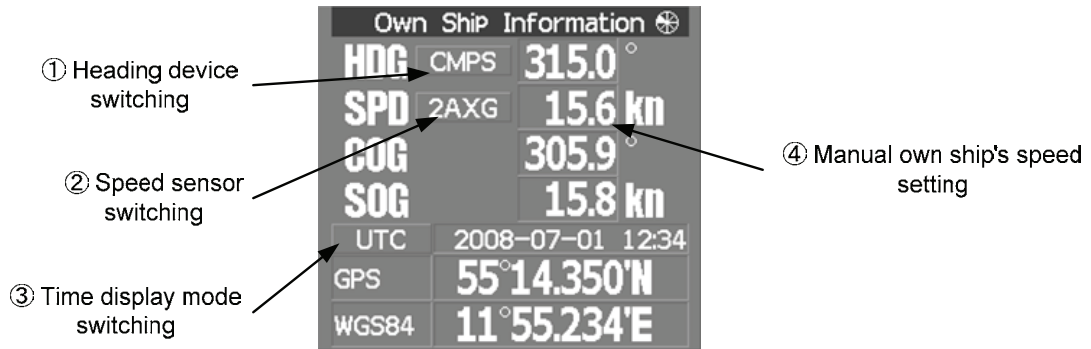 Own Ship Information
HDG CMPS 315.0 °
SPD 2AXG 15.6 kn
COG 305.9 °
SOG 15.8 kn
UTC 2008-07-01 12:34
GPS 55°14.350'N
WGS84 11°55.234'E
① Heading device
switching
② Speed sensor
switching
③ Time display mode
switching
④ Manual own ship's speed
setting